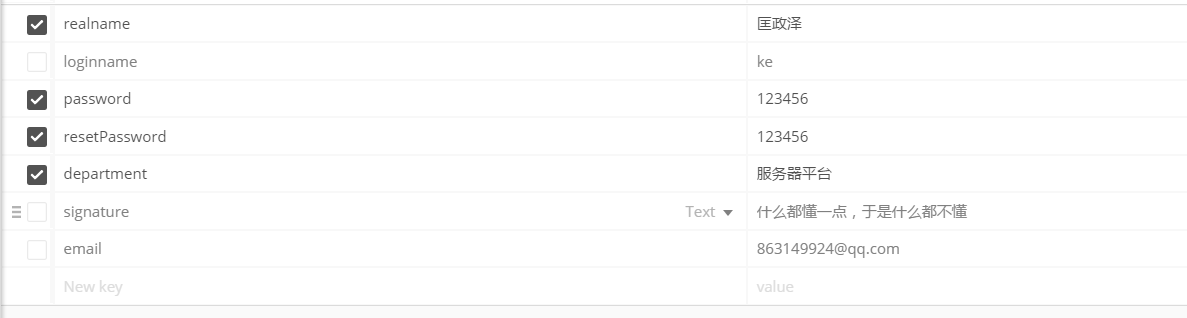 realname 匡政泽
loginname ke
password 123456
resetPassword 123456
department 服务器平台
signature Text 什么都懂一点，于是什么都不懂
email 863149924@qq.com
New key value